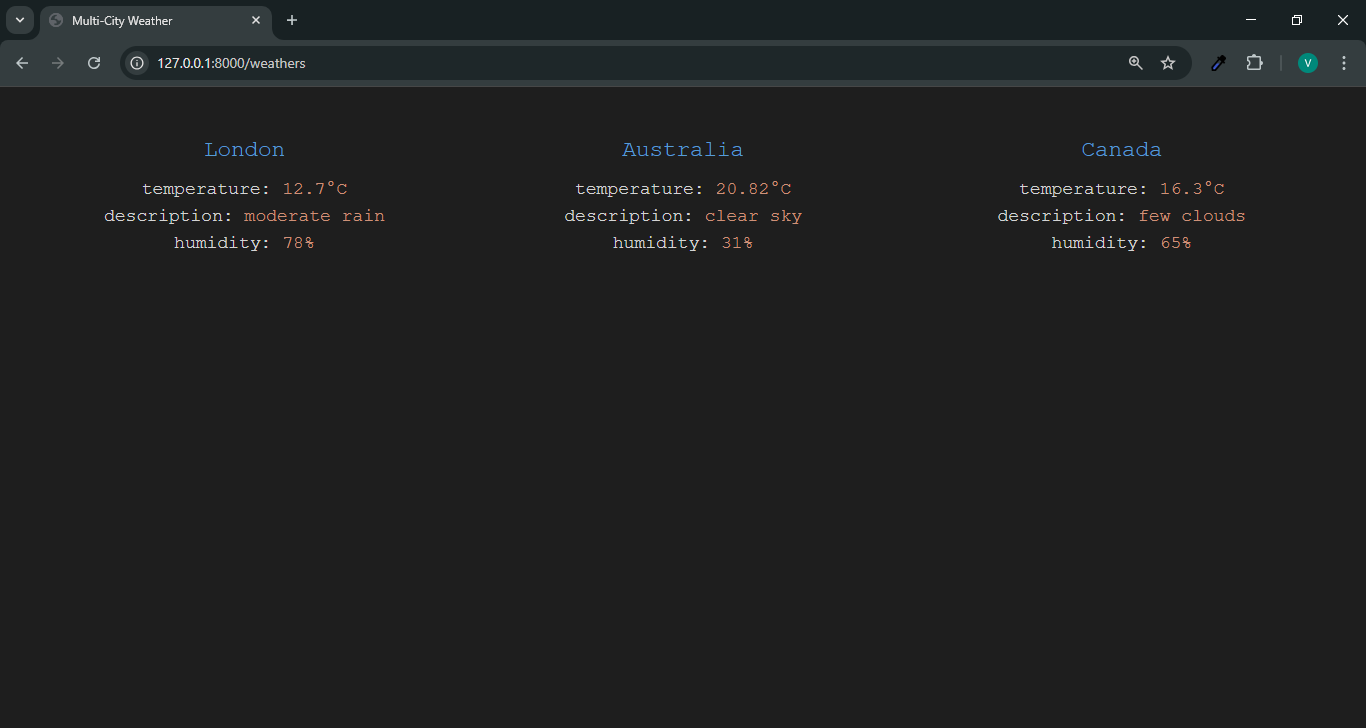 Multi-City Weather
127.0.0.1:8000/weathers
V
London
temperature: 12.7°C
description: moderate rain
humidity: 78%
Australia
temperature: 20.82°C
description: clear sky
humidity: 31%
Canada
temperature: 16.3°C
description: few clouds
humidity: 65%